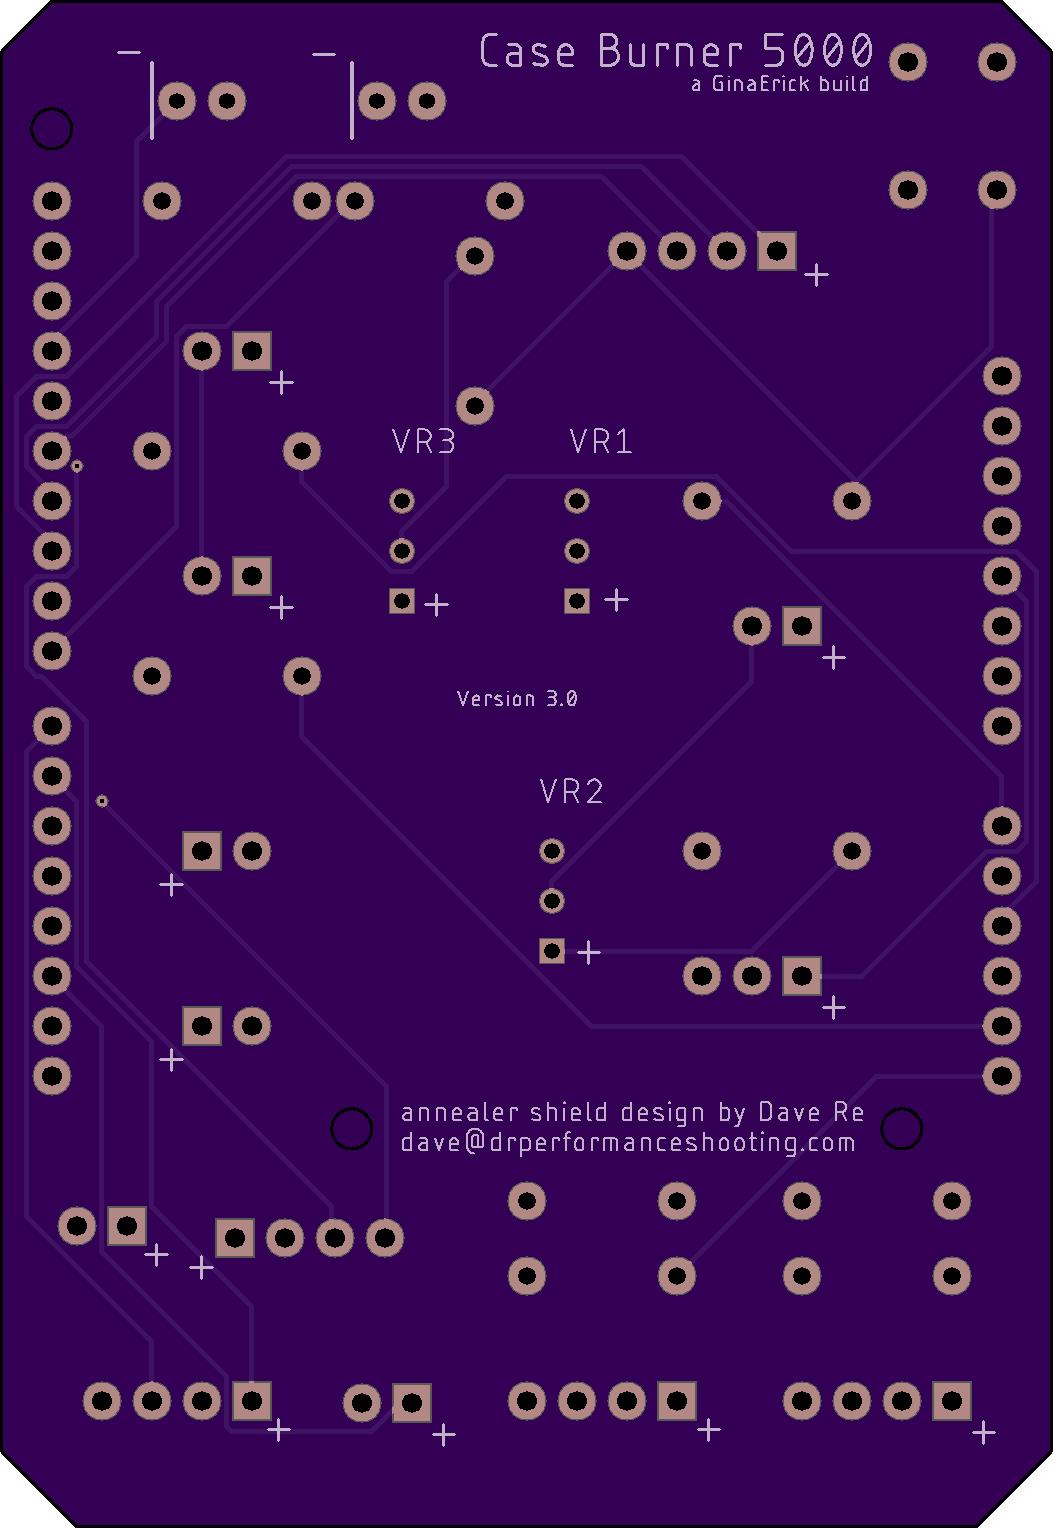 Case Burner 5000
a GinaErick build
VR3
VR1
Version 3.0
VR2
annealer shield design by Dave Re
dave@drperformanceshooting.com